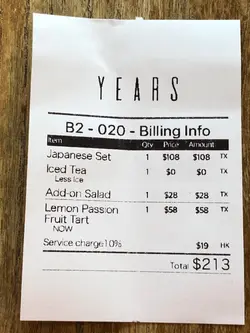 YEARS
B2 - 020 - Billing Info
Item Qty Price Amount
Japanese Set 1 $108 $108 TX
Iced Tea 1 $0 $0 TX
Less Ice
Add-on Salad 1 $28 $28 TX
Lemon Passion 1 $58 $58 TX
Fruit Tart
NOW
Service charge10% $19 HK
Total $213